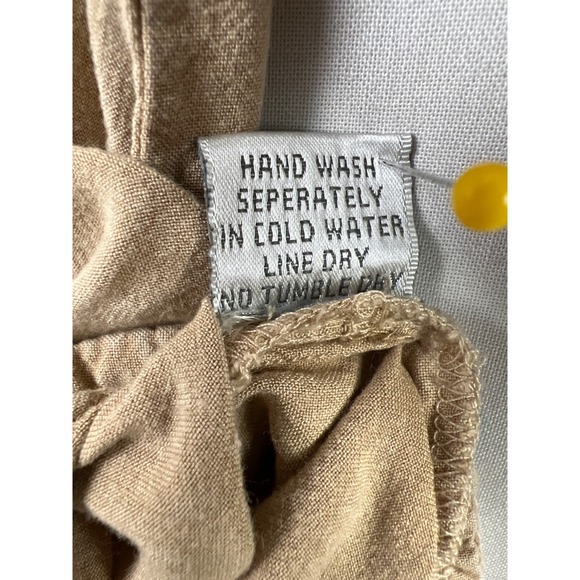 HAND WASH
SEPERATELY
IN COLD WATER
LINE DRY
NO TUMBLE DRY